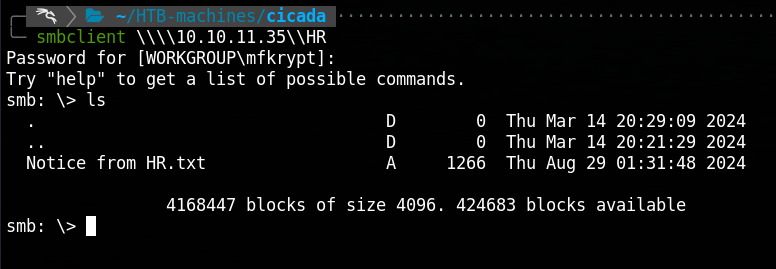 ~/HTB-machines/cicada
smbclient \\\\10.10.11.35\\HR
Password for [WORKGROUP\mfkrypt]:
Try "help" to get a list of possible commands.
smb: \> ls
. D 0 Thu Mar 14 20:29:09 2024
.. D 0 Thu Mar 14 20:21:29 2024
Notice from HR.txt A 1266 Thu Aug 29 01:31:48 2024
4168447 blocks of size 4096. 424683 blocks available
smb: \>